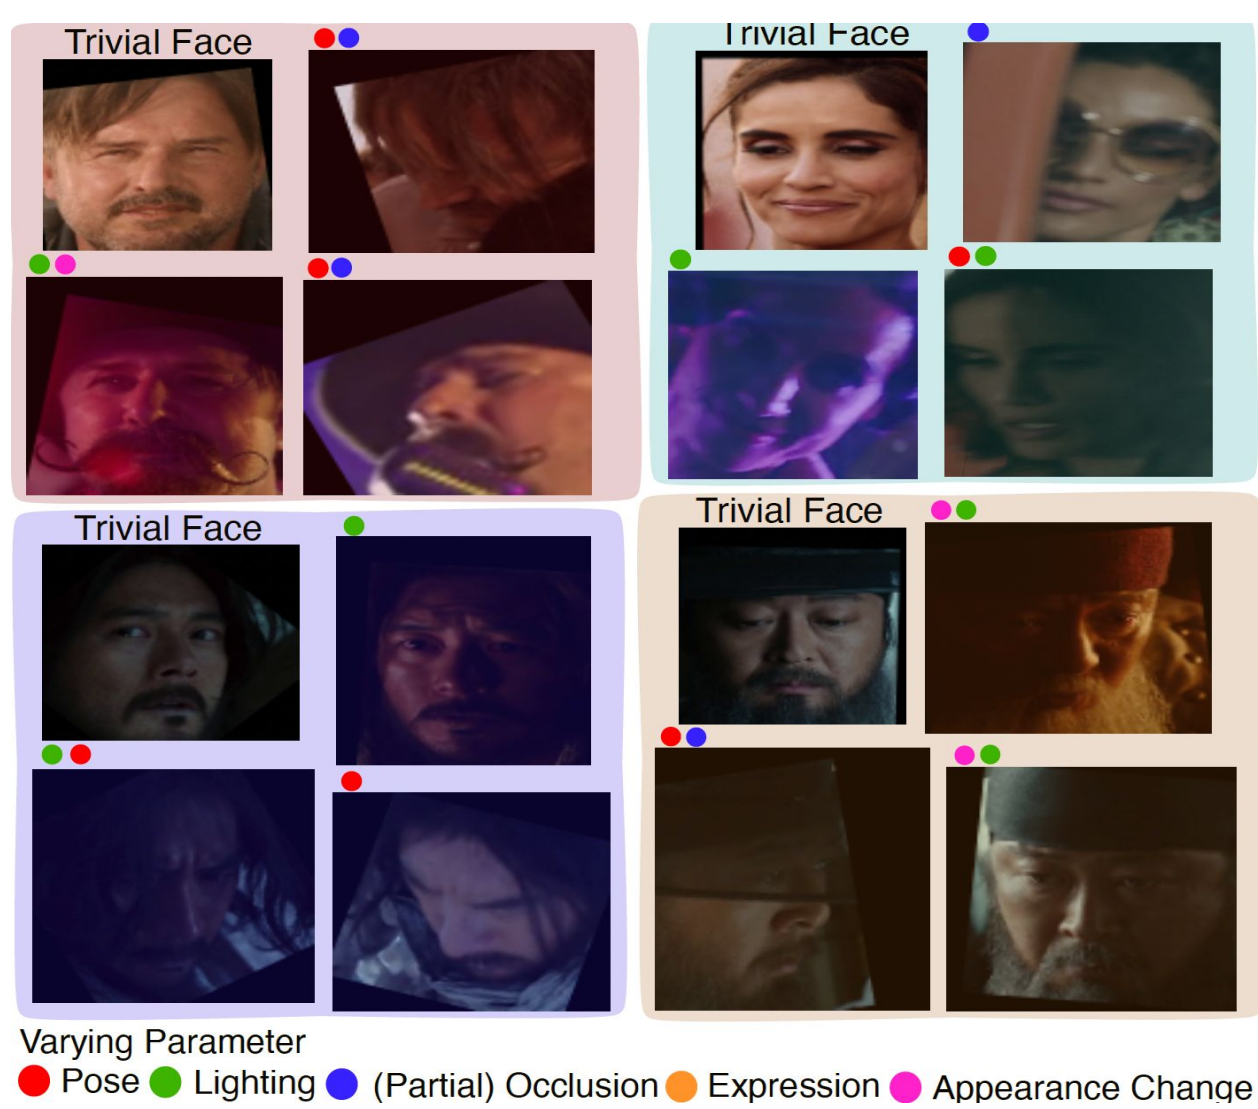 Trivial Face
Trivial Face
Trivial Face
Trivial Face
Varying Parameter
Pose Lighting (Partial) Occlusion Expression Appearance Change